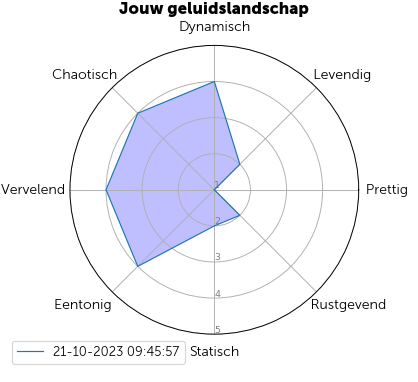 Jouw geluidslandschap
Dynamisch
Chaotisch
Levendig
Vervelend
Prettig
1
2
3
4
5
Eentonig
Rustgevend
21-10-2023 09:45:57
Statisch